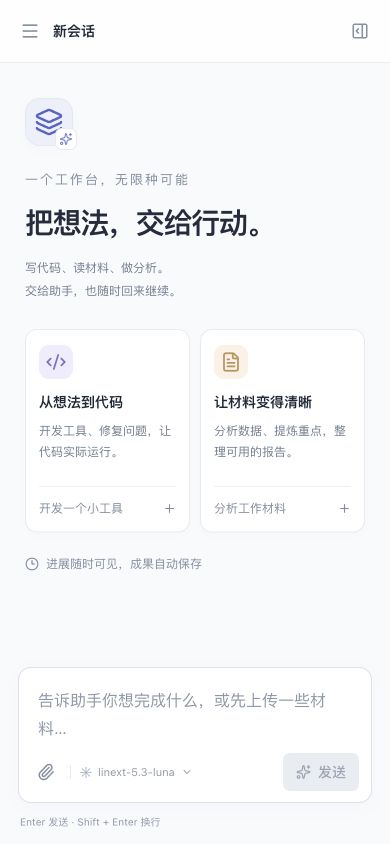 新会话
一个工作台，无限种可能
把想法，交给行动。
写代码、读材料、做分析。
交给助手，也随时回来继续。
从想法到代码
开发工具、修复问题，让
代码实际运行。
开发一个小工具
让材料变得清晰
分析数据、提炼重点，整
理可用的报告。
分析工作材料
进展随时可见，成果自动保存
告诉助手你想完成什么，或先上传一些材
料...
linext-5.3-luna
发送
Enter 发送 · Shift + Enter 换行